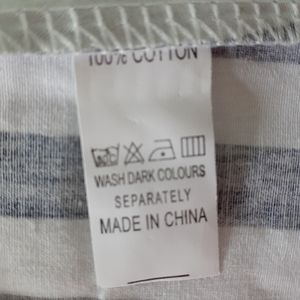 100% COTTON
WASH DARK COLOURS
SEPARATELY
MADE IN CHINA